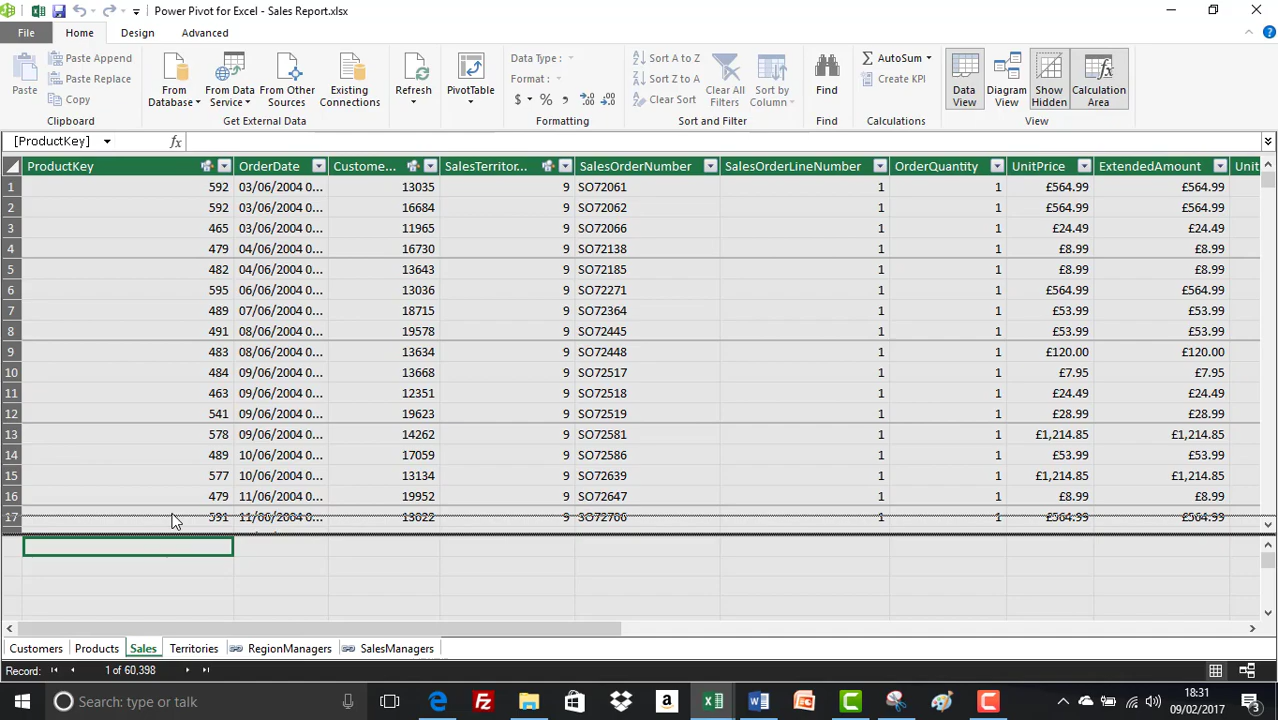 Power Pivot for Excel - Sales Report.xlsx
File Home Design Advanced
Paste
Paste Append
Paste Replace
Copy
Clipboard
From Database
From Data Service
From Other Sources
Existing Connections
Get External Data
Refresh
PivotTable
Data Type :
Format :
$ % ,
Formatting
Sort A to Z
Sort Z to A
Clear Sort
Clear All Filters
Sort by Column
Sort and Filter
Find
Find
AutoSum
Create KPI
Calculations
Data View
Diagram View
Show Hidden
Calculation Area
View
[ProductKey] fx
ProductKey OrderDate Custome... SalesTerritor... SalesOrderNumber SalesOrderLineNumber OrderQuantity UnitPrice ExtendedAmount Unit
1 592 03/06/2004 0... 13035 9 SO72061 1 1 £564.99 £564.99
2 592 03/06/2004 0... 16684 9 SO72062 1 1 £564.99 £564.99
3 465 03/06/2004 0... 11965 9 SO72066 1 1 £24.49 £24.49
4 479 04/06/2004 0... 16730 9 SO72138 1 1 £8.99 £8.99
5 482 04/06/2004 0... 13643 9 SO72185 1 1 £8.99 £8.99
6 595 06/06/2004 0... 13036 9 SO72271 1 1 £564.99 £564.99
7 489 07/06/2004 0... 18715 9 SO72364 1 1 £53.99 £53.99
8 491 08/06/2004 0... 19578 9 SO72445 1 1 £53.99 £53.99
9 483 08/06/2004 0... 13634 9 SO72448 1 1 £120.00 £120.00
10 484 09/06/2004 0... 13668 9 SO72517 1 1 £7.95 £7.95
11 463 09/06/2004 0... 12351 9 SO72518 1 1 £24.49 £24.49
12 541 09/06/2004 0... 19623 9 SO72519 1 1 £28.99 £28.99
13 578 09/06/2004 0... 14262 9 SO72581 1 1 £1,214.85 £1,214.85
14 489 10/06/2004 0... 17059 9 SO72586 1 1 £53.99 £53.99
15 577 10/06/2004 0... 13134 9 SO72639 1 1 £1,214.85 £1,214.85
16 479 11/06/2004 0... 19952 9 SO72647 1 1 £8.99 £8.99
17 591 11/06/2004 0... 9 1 1 £564.99 £564.99
Customers Products Sales Territories RegionManagers SalesManagers
Record: 1 of 60,398
Search: type or talk
18:31
09/02/2017
3